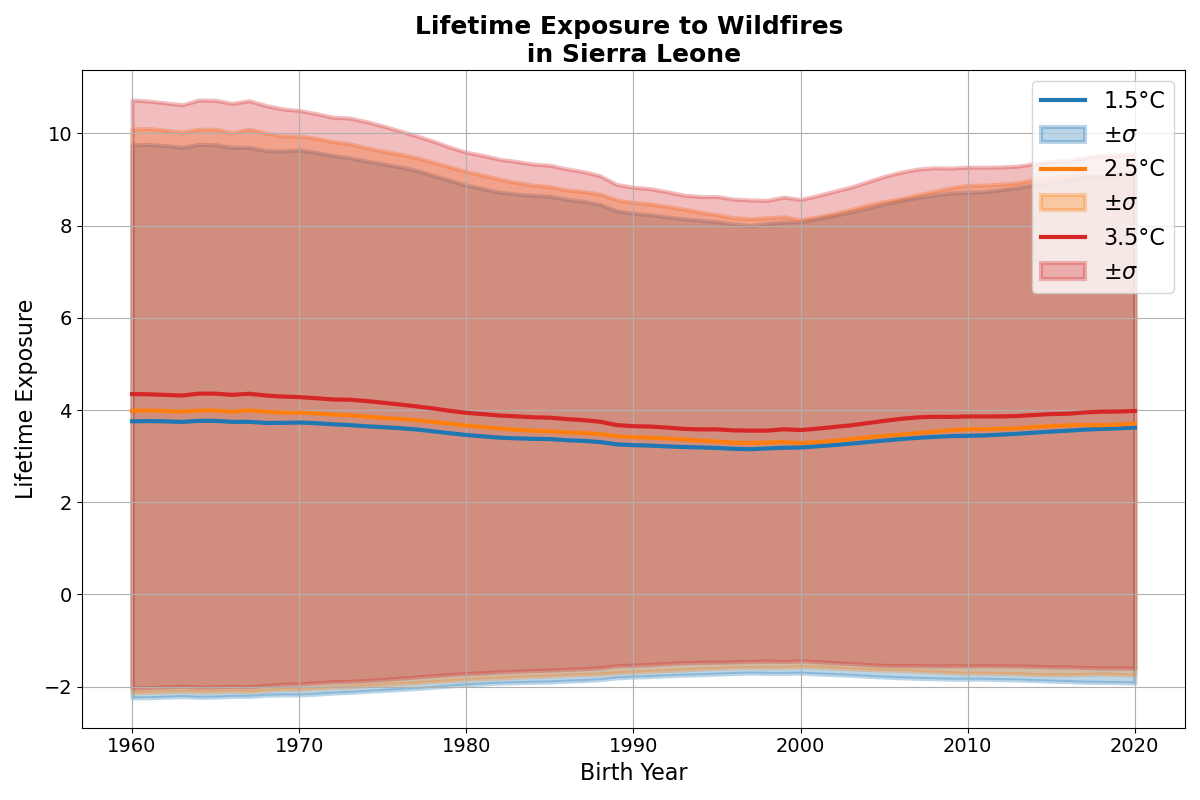 Lifetime Exposure to Wildfires
in Sierra Leone
Lifetime Exposure
10
8
6
4
2
0
−2
1960
1970
1980
1990
2000
2010
2020
Birth Year
1.5°C
±σ
2.5°C
±σ
3.5°C
±σ